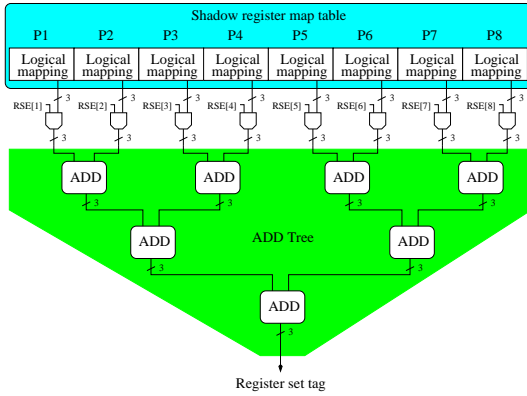 Shadow register map table
P1 P2 P3 P4 P5 P6 P7 P8
Logical mapping
Logical mapping
Logical mapping
Logical mapping
Logical mapping
Logical mapping
Logical mapping
Logical mapping
3 3 3 3 3 3 3 3
RSE[1] RSE[2] RSE[3] RSE[4] RSE[5] RSE[6] RSE[7] RSE[8]
3 3 3 3 3 3 3 3
ADD ADD ADD ADD
3 3 3 3
ADD ADD Tree ADD
3 3
ADD
3
Register set tag